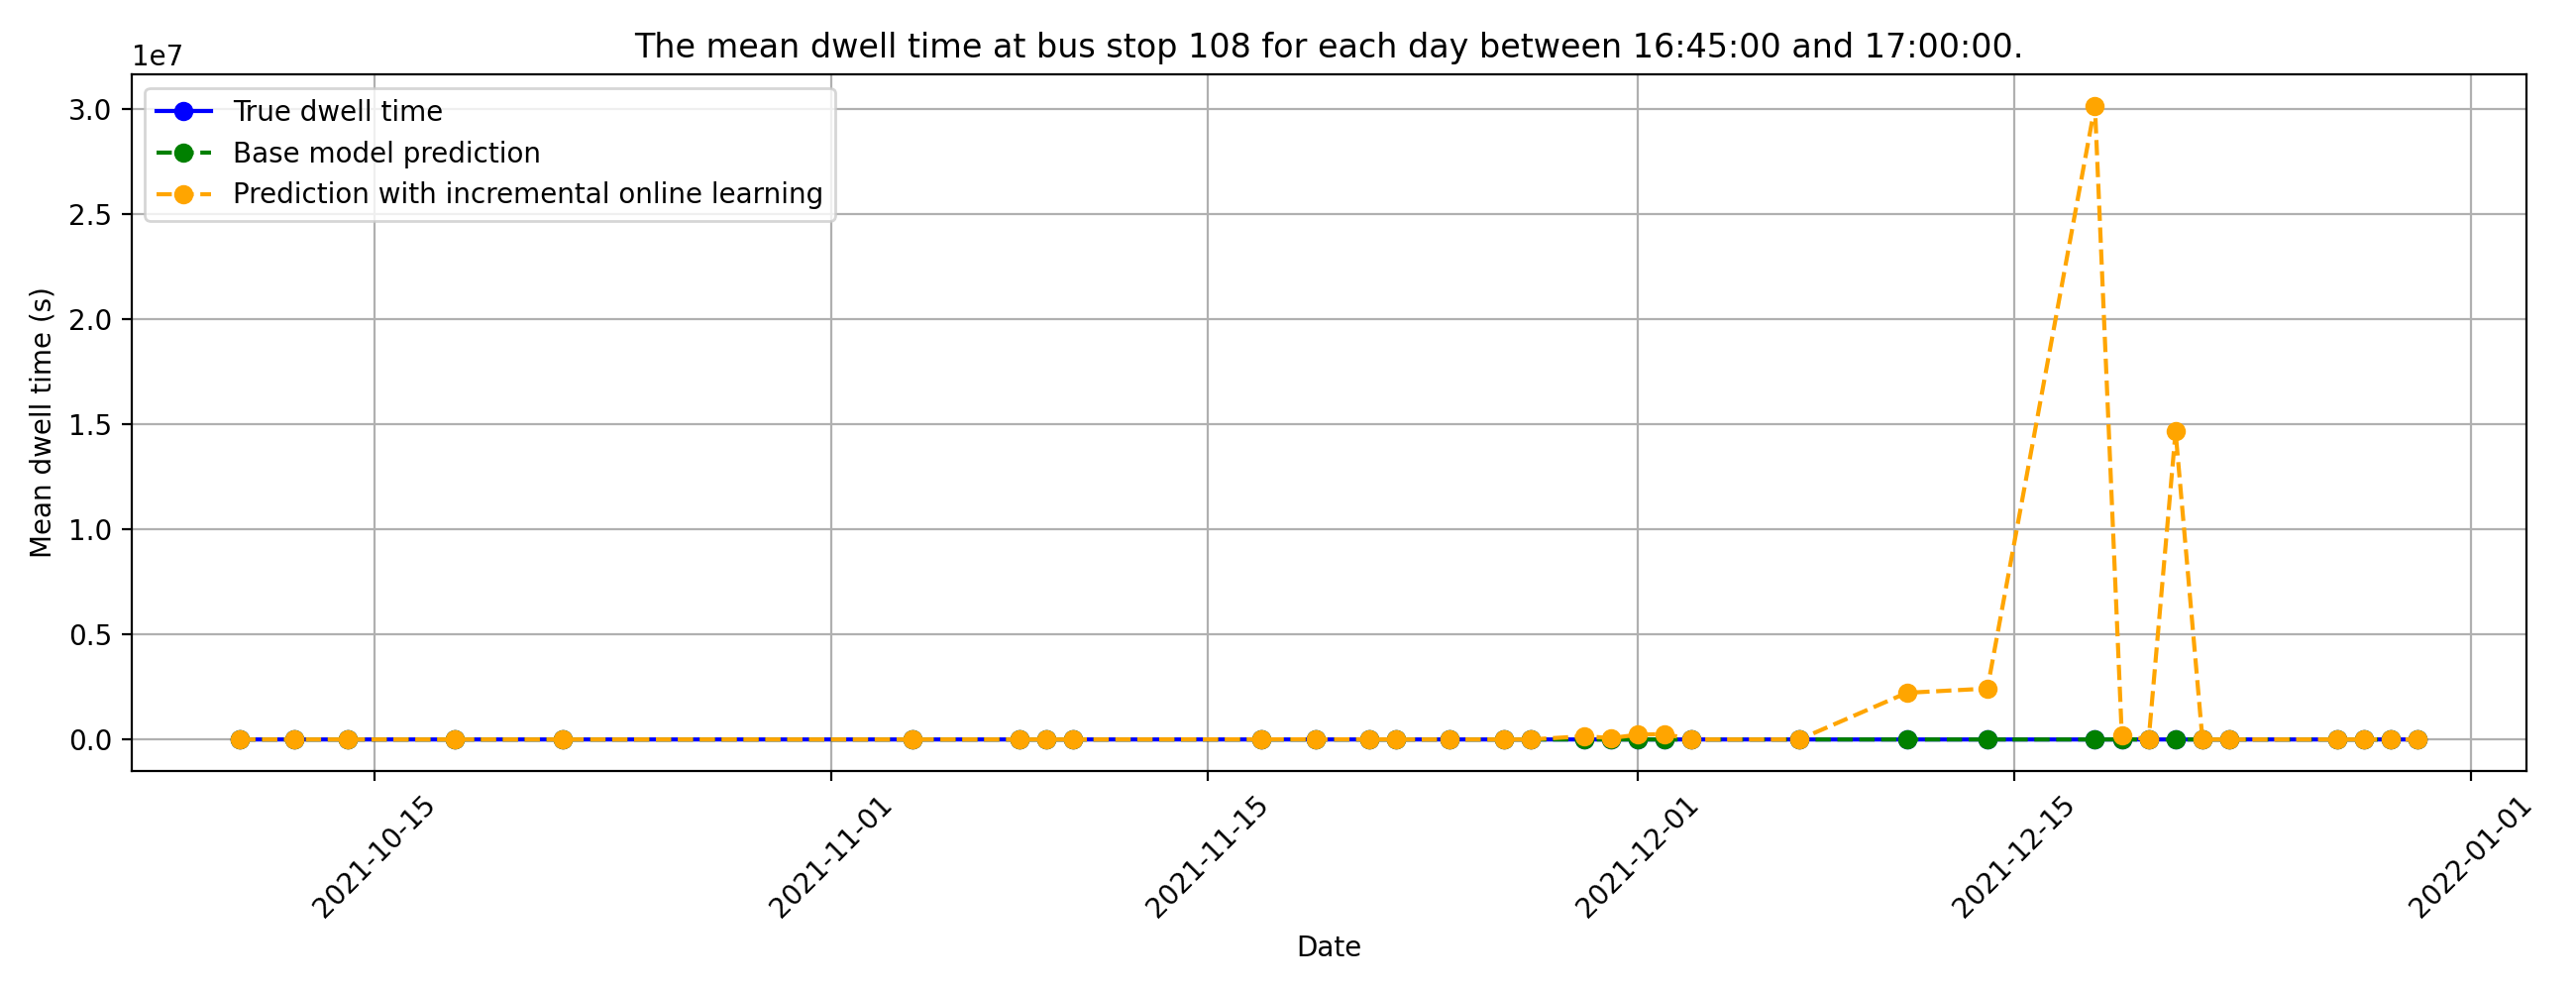 The mean dwell time at bus stop 108 for each day between 16:45:00 and 17:00:00.
1e7
True dwell time
Base model prediction
Prediction with incremental online learning
Mean dwell time (s)
3.0
2.5
2.0
1.5
1.0
0.5
0.0
2021-10-15
2021-11-01
2021-11-15
2021-12-01
2021-12-15
2022-01-01
Date